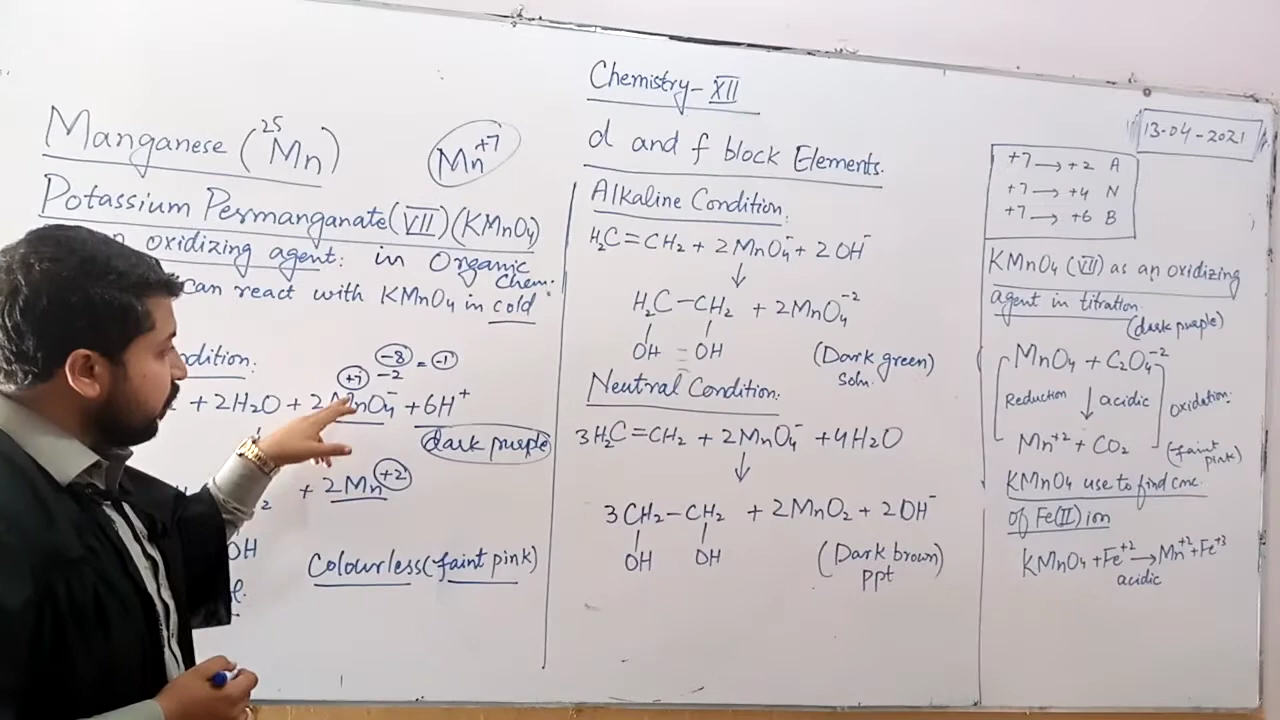 Chemistry-XII
13-04-2021
Manganese (25Mn)
Mn+7
d and f block Elements.
Potassium Permanganate(VII)(KMnO4)
oxidizing agent: in Organic
Chem:
can react with KMnO4 in cold
ndition:
-8 = -1
+7 -2
+ 2H2O + 2MnO4- + 6H+
dark purple
+ 2Mn+2
OH
Colourless(faint pink)
Alkaline Condition:
H2C=CH2 + 2MnO4- + 2OH-
↓
H2C-CH2 + 2MnO4-2
OH OH (Dark green)
Soln.
Neutral Condition:
3H2C=CH2 + 2MnO4- + 4H2O
↓
3CH2-CH2 + 2MnO2 + 2OH-
OH OH (Dark brown)
ppt
+7 → +2 A
+7 → +4 N
+7 → +6 B
KMnO4 (VII) as an oxidizing
agent in titration.
(dark purple)
MnO4 + C2O4-2
Reduction ↓ acidic Oxidation:
Mn+2 + CO2 (faint
pink)
KMnO4 use to find cnc.
of Fe(II) ion
KMnO4 + Fe+2 → Mn+2 + Fe+3
acidic